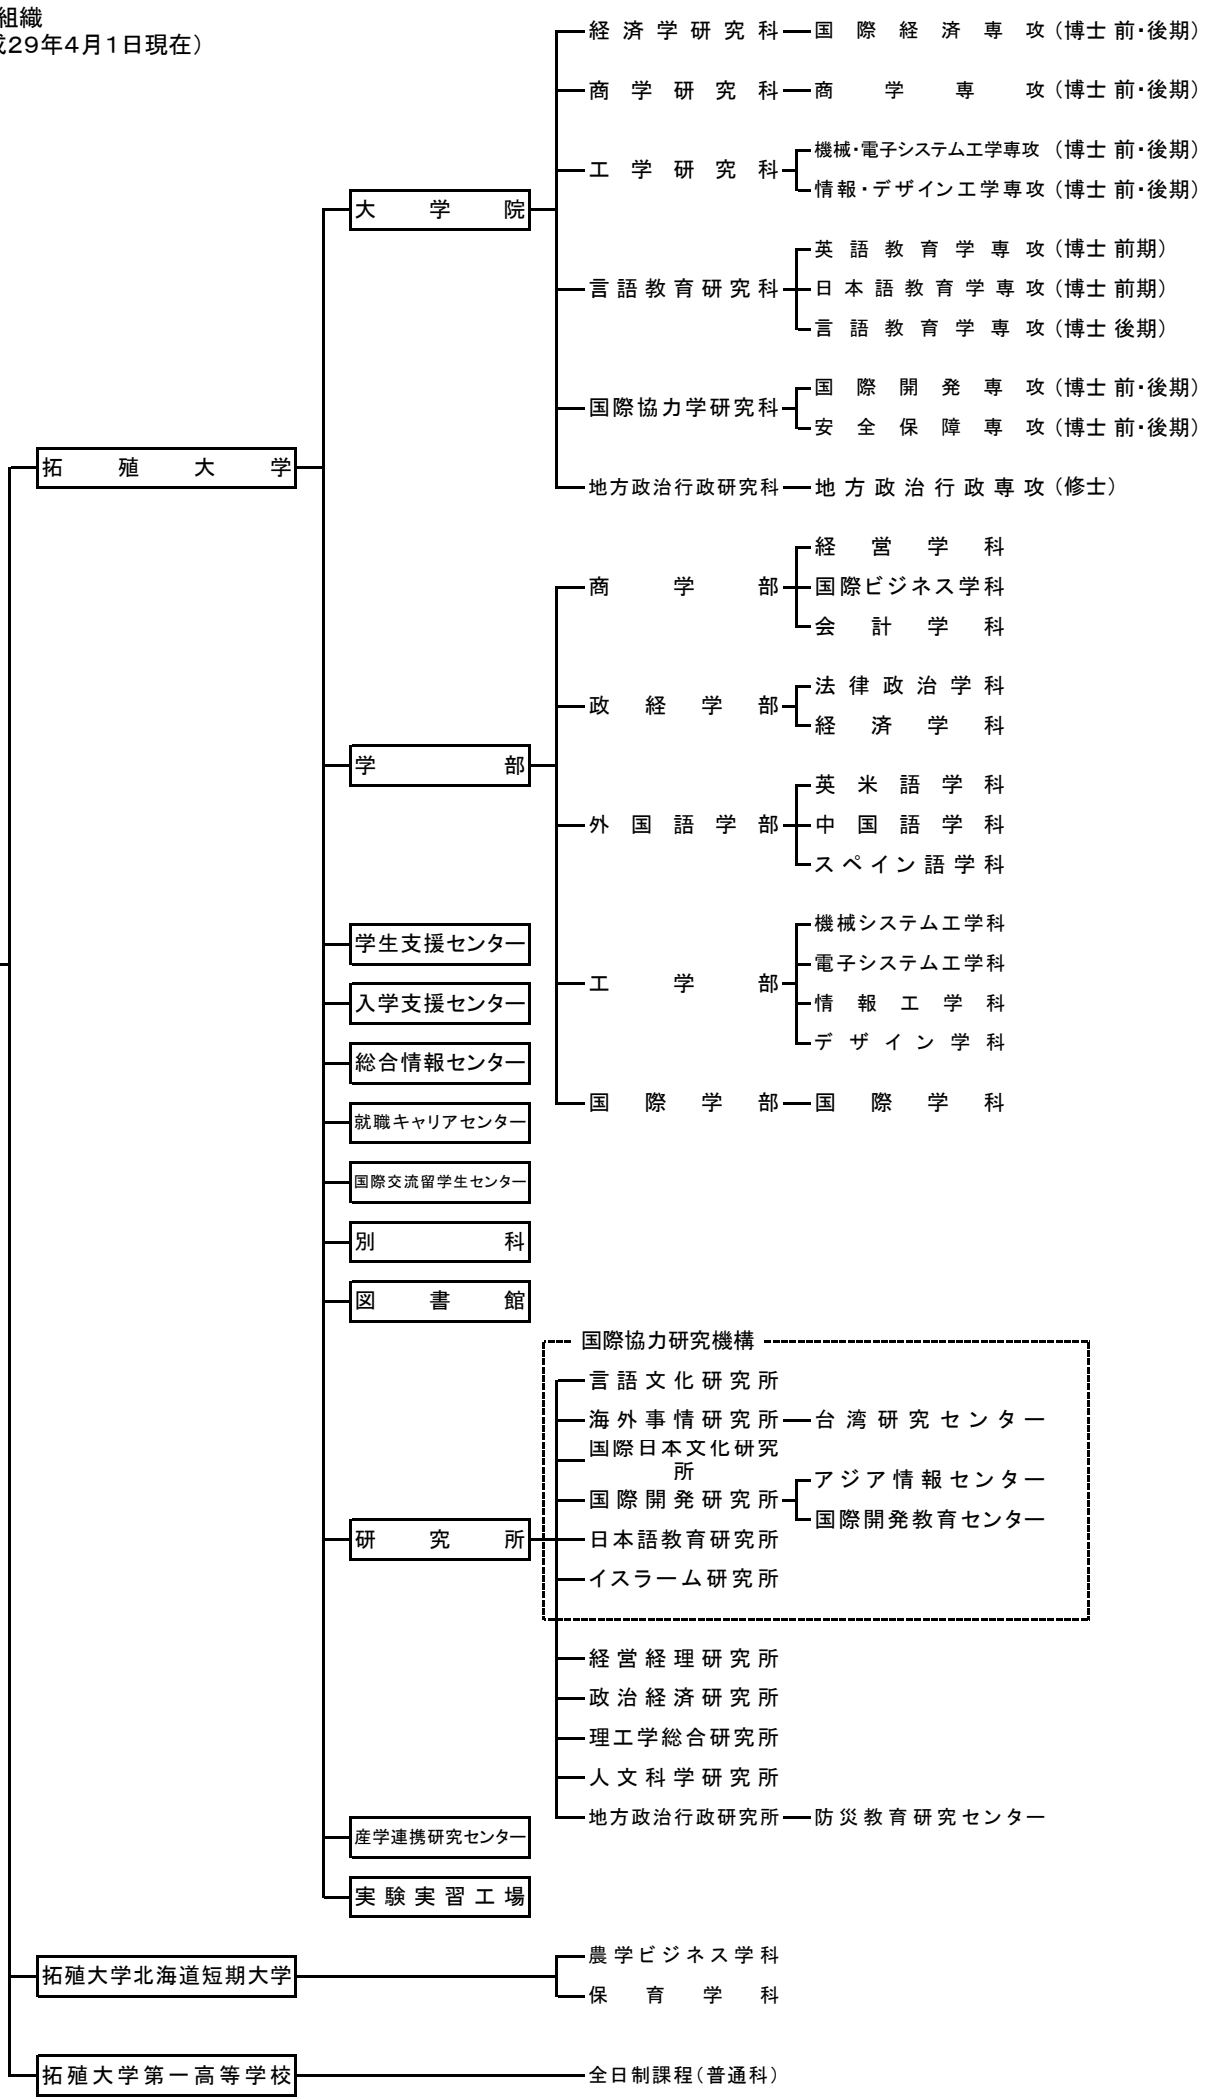 組織
成29年4月1日現在）
経済学研究科 国際経済専攻（博士 前・後期）
商学研究科 商学専攻（博士 前・後期）
機械・電子システム工学専攻（博士 前・後期）
工学研究科
情報・デザイン工学専攻（博士 前・後期）
大学院
英語教育学専攻（博士 前期）
言語教育研究科 日本語教育学専攻（博士 前期）
言語教育学専攻（博士 後期）
国際開発専攻（博士 前・後期）
国際協力学研究科
安全保障専攻（博士 前・後期）
拓殖大学
地方政治行政研究科 地方政治行政専攻（修士）
経営学科
商学部 国際ビジネス学科
会計学科
法律政治学科
政経学部
経済学科
学部
英米語学科
外国語学部 中国語学科
スペイン語学科
機械システム工学科
学生支援センター
電子システム工学科
工学部
入学支援センター 情報工学科
デザイン学科
総合情報センター
国際学部 国際学科
就職キャリアセンター
国際交流留学生センター
別科
図書館
国際協力研究機構
言語文化研究所
海外事情研究所 台湾研究センター
国際日本文化研究
所
アジア情報センター
国際開発研究所
国際開発教育センター
研究所 日本語教育研究所
イスラーム研究所
経営経理研究所
政治経済研究所
理工学総合研究所
人文科学研究所
地方政治行政研究所 防災教育研究センター
産学連携研究センター
実験実習工場
農学ビジネス学科
拓殖大学北海道短期大学
保育学科
拓殖大学第一高等学校 全日制課程（普通科）